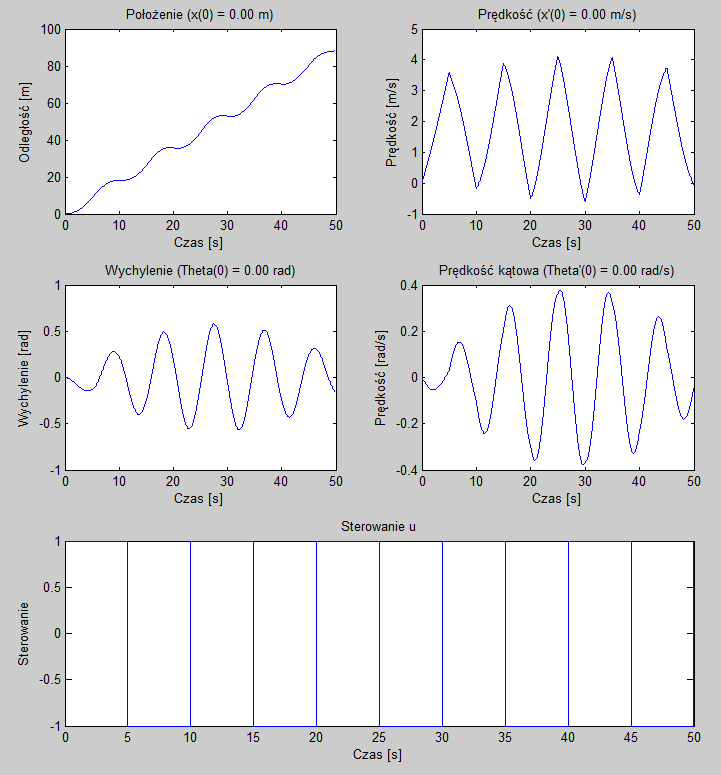 Położenie (x(0) = 0.00 m)
Odległość [m]
100
80
60
40
20
0
0 10 20 30 40 50
Czas [s]
Prędkość (x'(0) = 0.00 m/s)
Prędkość [m/s]
5
4
3
2
1
0
-1
0 10 20 30 40 50
Czas [s]
Wychylenie (Theta(0) = 0.00 rad)
Wychylenie [rad]
1
0.5
0
-0.5
-1
0 10 20 30 40 50
Czas [s]
Prędkość kątowa (Theta'(0) = 0.00 rad/s)
Prędkość [rad/s]
0.4
0.2
0
-0.2
-0.4
0 10 20 30 40 50
Czas [s]
Sterowanie u
Sterowanie
1
0.5
0
-0.5
-1
0 5 10 15 20 25 30 35 40 45 50
Czas [s]